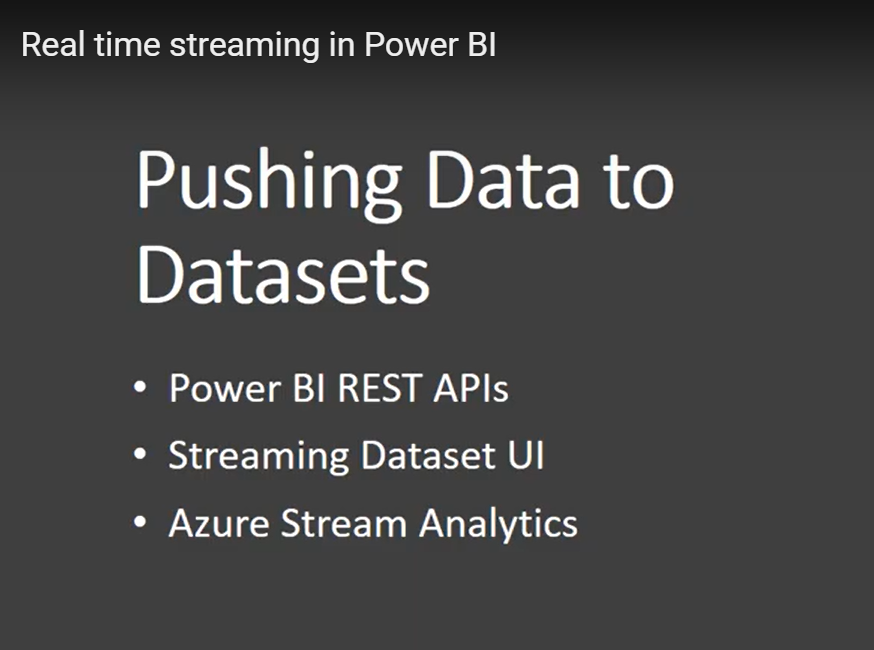 Real time streaming in Power BI
Pushing Data to
Datasets
• Power BI REST APIs
• Streaming Dataset UI
• Azure Stream Analytics